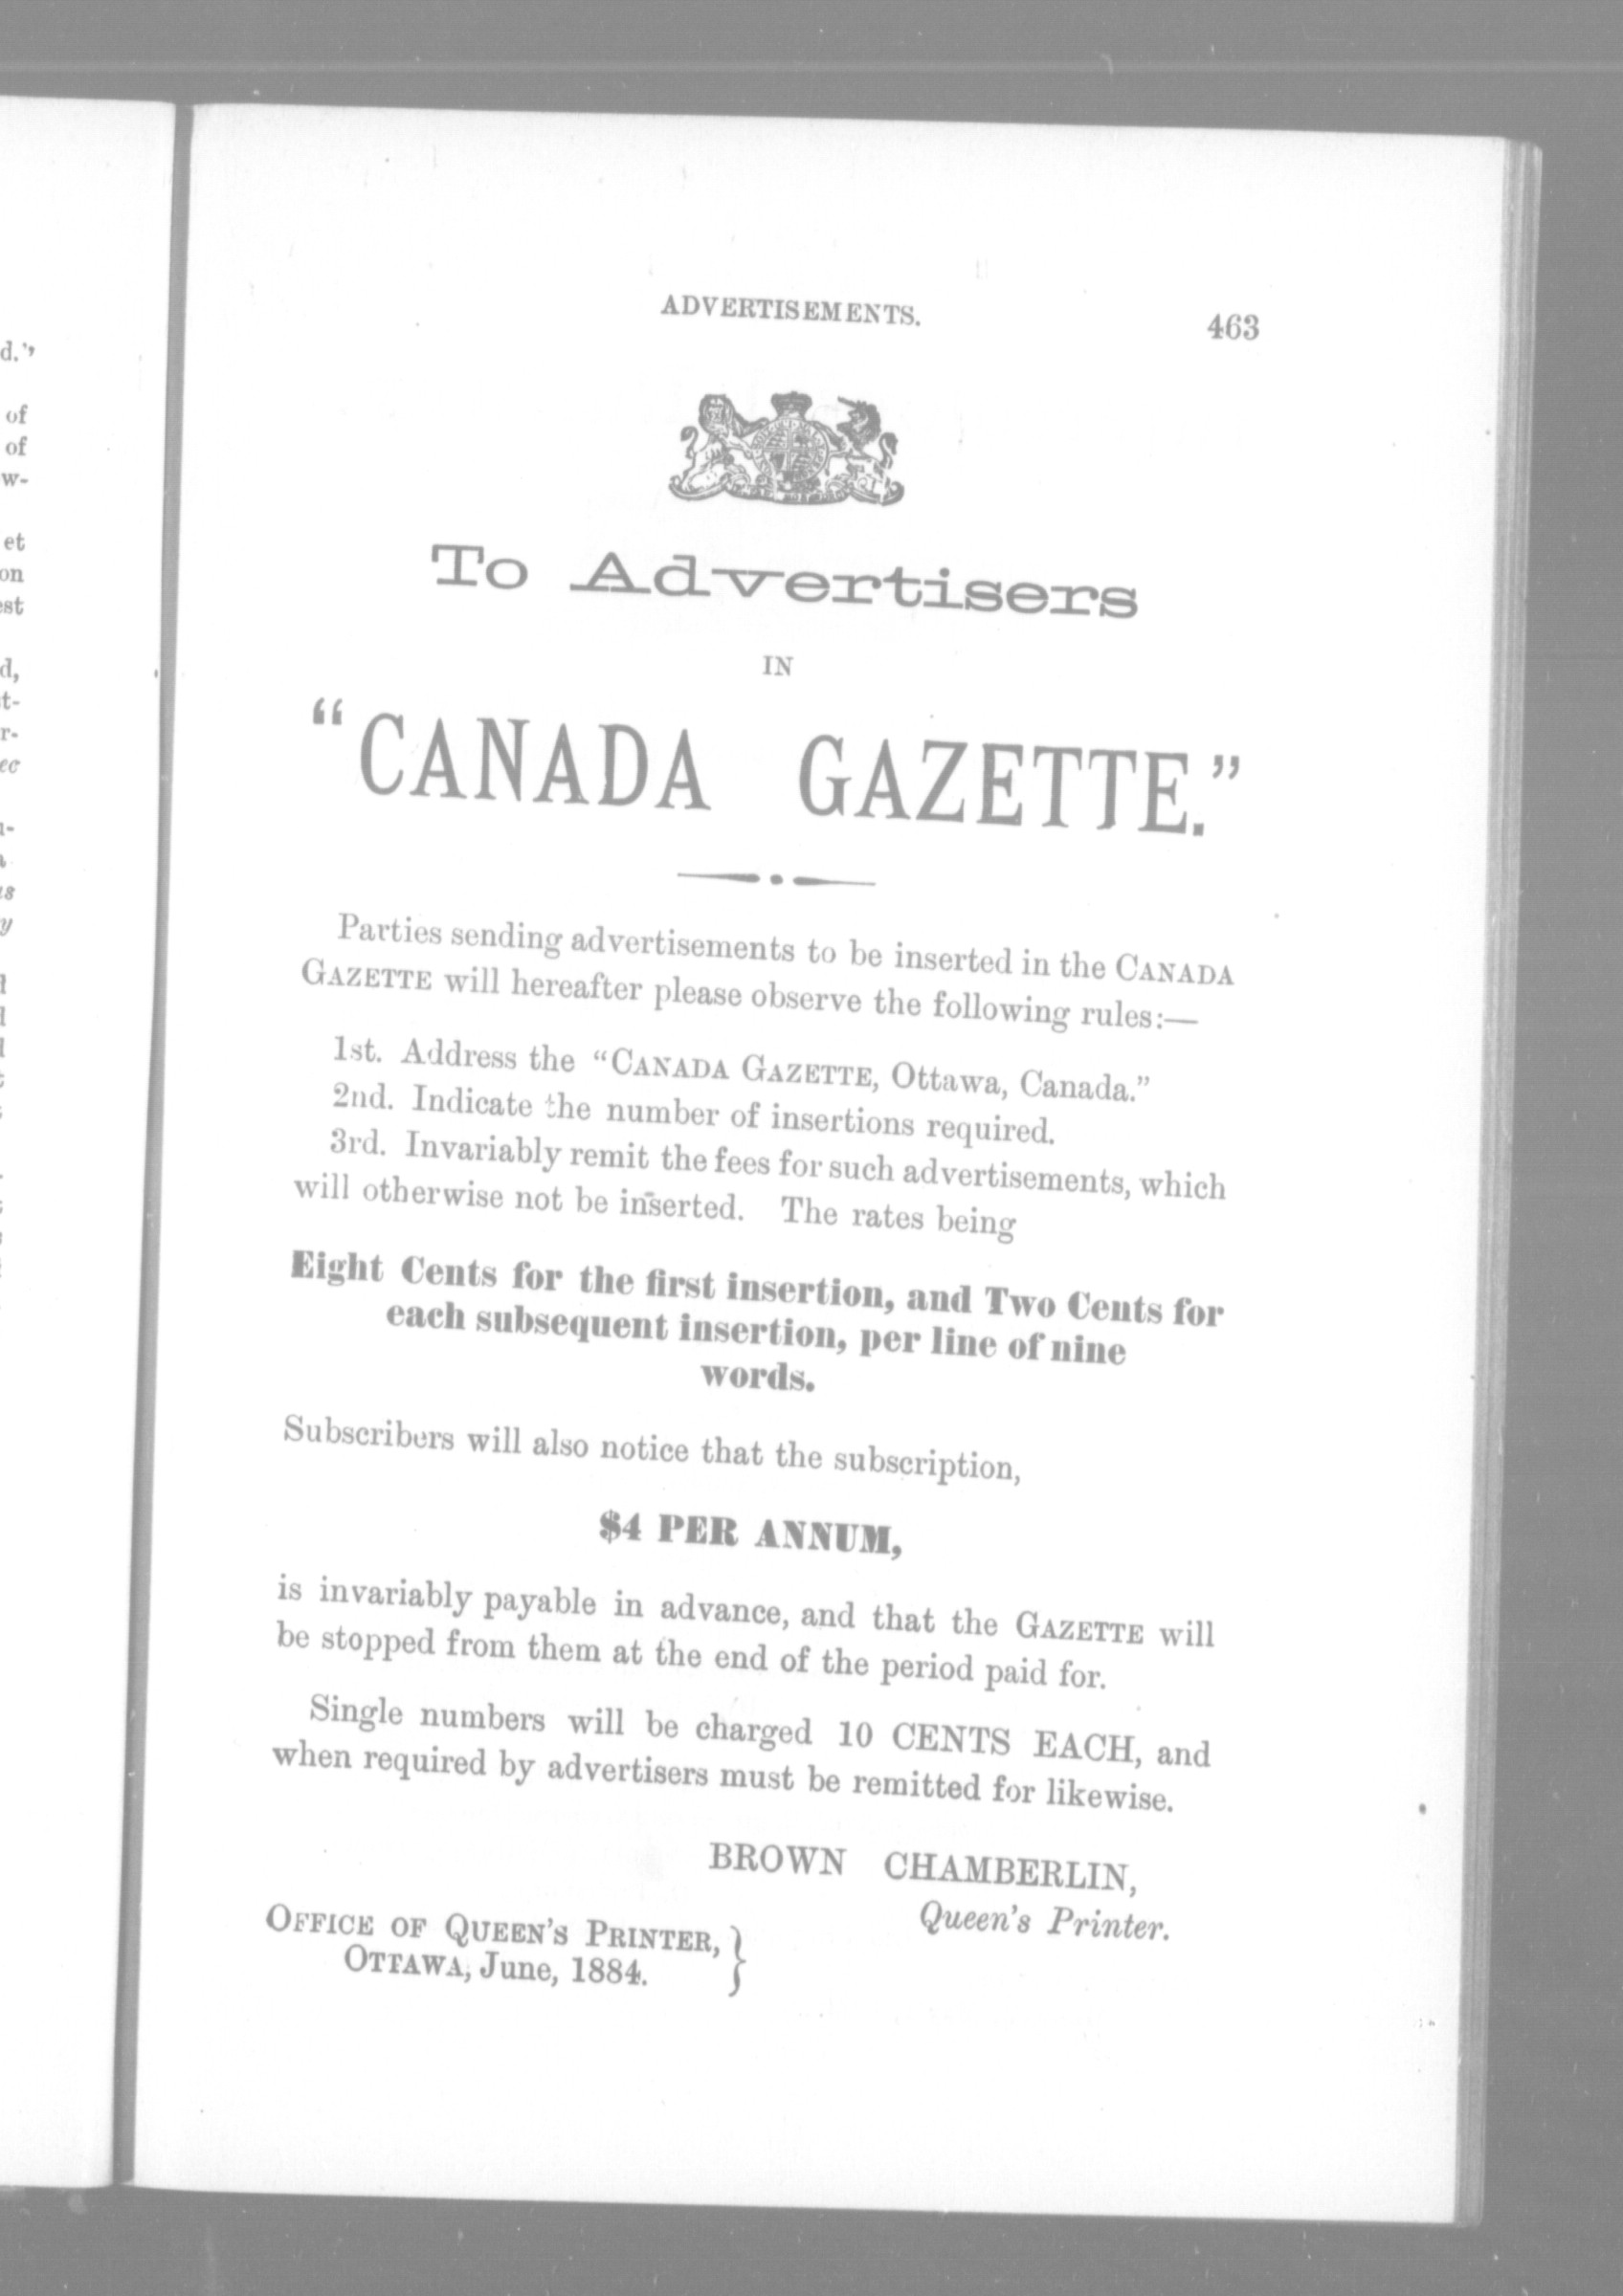 ADVERTISEMENTS.
463
To Advertisers
IN
“CANADA GAZETTE.”
Parties sending advertisements to be inserted in the CANADA
GAZETTE will hereafter please observe the following rules:—
1st. Address the “CANADA GAZETTE, Ottawa, Canada.”
2nd. Indicate the number of insertions required.
3rd. Invariably remit the fees for such advertisements, which
will otherwise not be inserted. The rates being
Eight Cents for the first insertion, and Two Cents for
each subsequent insertion, per line of nine
words.
Subscribers will also notice that the subscription,
$4 PER ANNUM,
is invariably payable in advance, and that the GAZETTE will
be stopped from them at the end of the period paid for.
Single numbers will be charged 10 CENTS EACH, and
when required by advertisers must be remitted for likewise.
BROWN CHAMBERLIN,
Queen's Printer.
OFFICE OF QUEEN'S PRINTER,
OTTAWA, June, 1884.